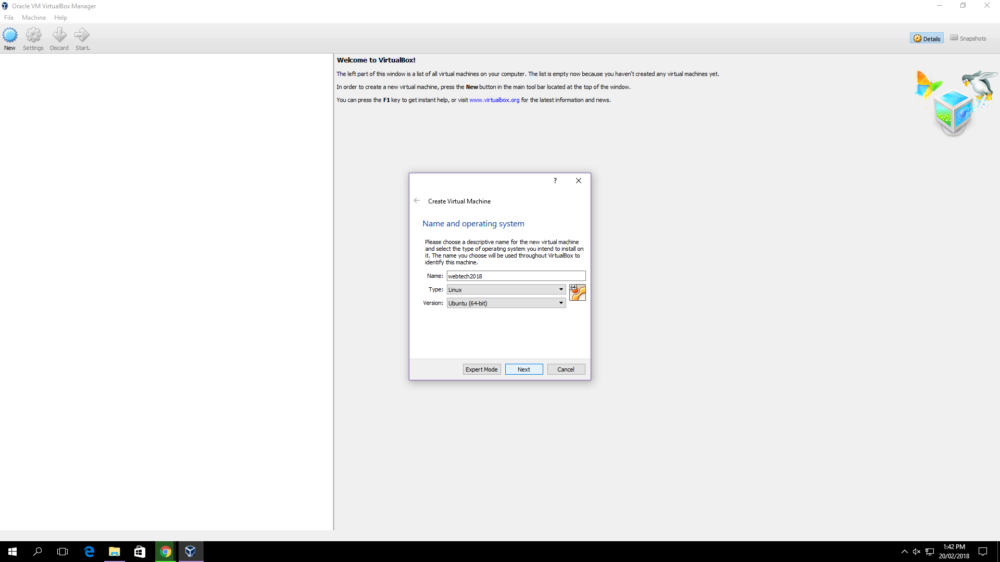 Oracle VM VirtualBox Manager
File Machine Help
New Settings Discard Start
Details Snapshots
Welcome to VirtualBox!
The left part of this window is a list of all virtual machines on your computer. The list is empty now because you haven't created any virtual machines yet.
In order to create a new virtual machine, press the New button in the main tool bar located at the top of the window.
You can press the F1 key to get instant help, or visit www.virtualbox.org for the latest information and news.
?
Create Virtual Machine
Name and operating system
Please choose a descriptive name for the new virtual machine
and select the type of operating system you intend to install on
it. The name you choose will be used throughout VirtualBox to
identify this machine.
Name: webtech2018
Type: Linux
64
Version: Ubuntu (64-bit)
Expert Mode Next Cancel
1:42 PM
20/02/2018